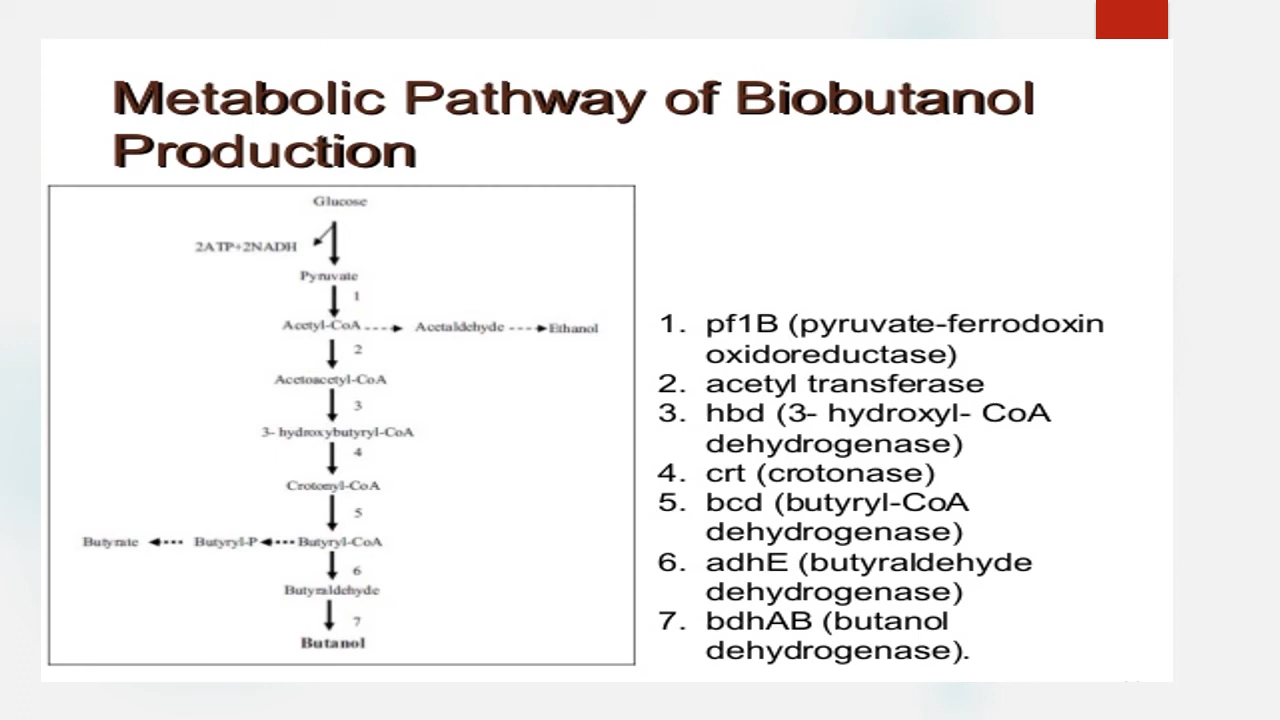 Metabolic Pathway of Biobutanol
Production
Glucose
2ATP+2NADH
Pyruvate
1
Acetyl-CoA Acetaldehyde Ethanol
2
Acetoacetyl-CoA
3
3- hydroxybutyryl-CoA
4
Crotonyl-CoA
5
Butyrate Butyryl-P Butyryl-CoA
6
Butyraldehyde
7
Butanol
1. pf1B (pyruvate-ferrodoxin
oxidoreductase)
2. acetyl transferase
3. hbd (3- hydroxyl- CoA
dehydrogenase)
4. crt (crotonase)
5. bcd (butyryl-CoA
dehydrogenase)
6. adhE (butyraldehyde
dehydrogenase)
7. bdhAB (butanol
dehydrogenase).